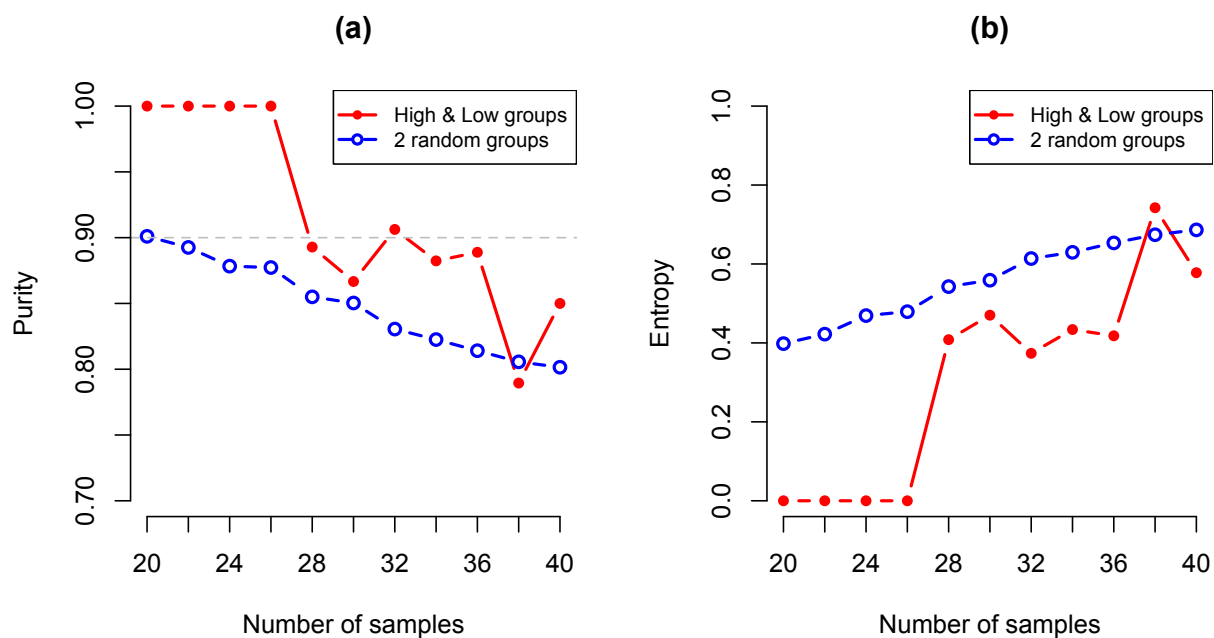 (a)
High & Low groups
2 random groups
1.00
0.90
0.80
0.70
Purity
20
24
28
32
36
40
Number of samples
(b)
High & Low groups
2 random groups
1.0
0.8
0.6
0.4
0.2
0.0
Entropy
20
24
28
32
36
40
Number of samples